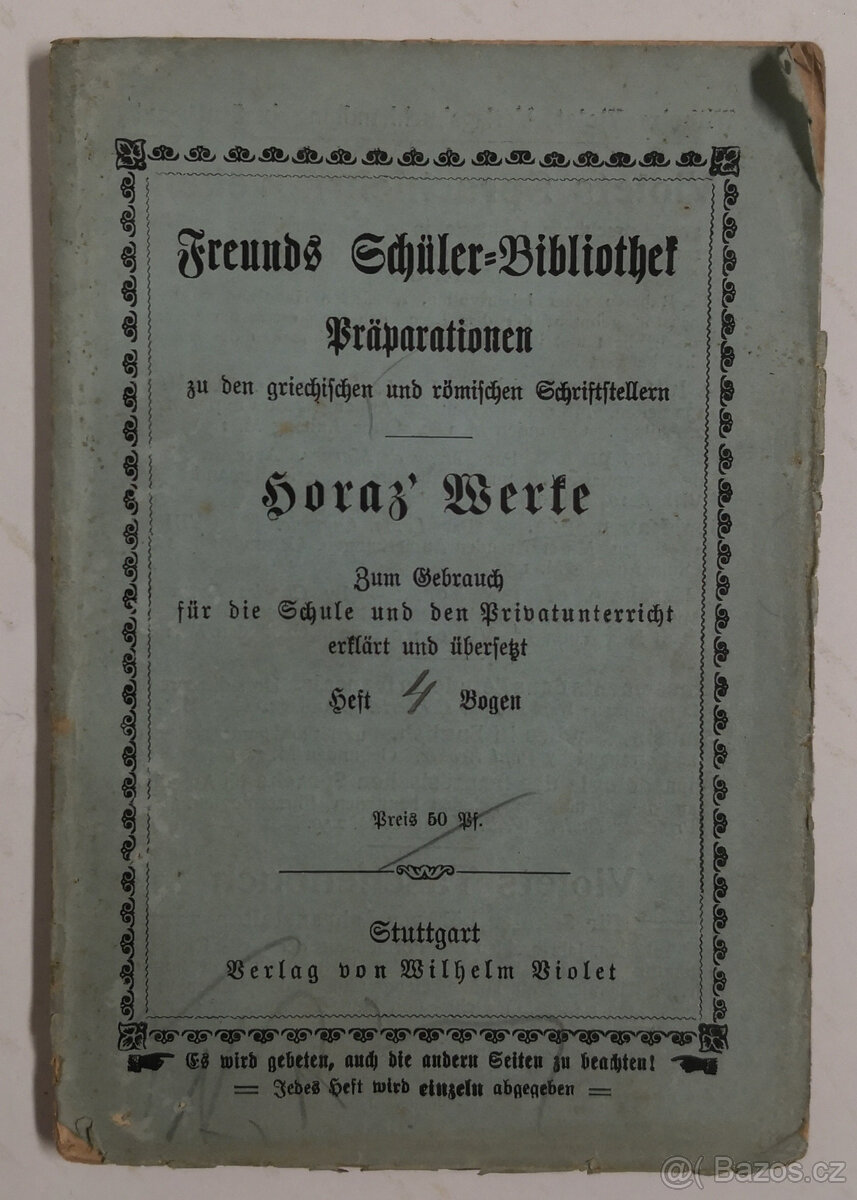 Freunds Schüler-Bibliothek
Präparationen
zu den griechischen und römischen Schriftstellern
Horaz' Werke
Zum Gebrauch
für die Schule und den Privatunterricht
erklärt und übersetzt
Heft 4 Bogen
Preis 50 Pf.
Stuttgart
Verlag von Wilhelm Violet
Es wird gebeten, auch die andern Seiten zu beachten!
Jedes Heft wird einzeln abgegeben
@( Bazos.cz